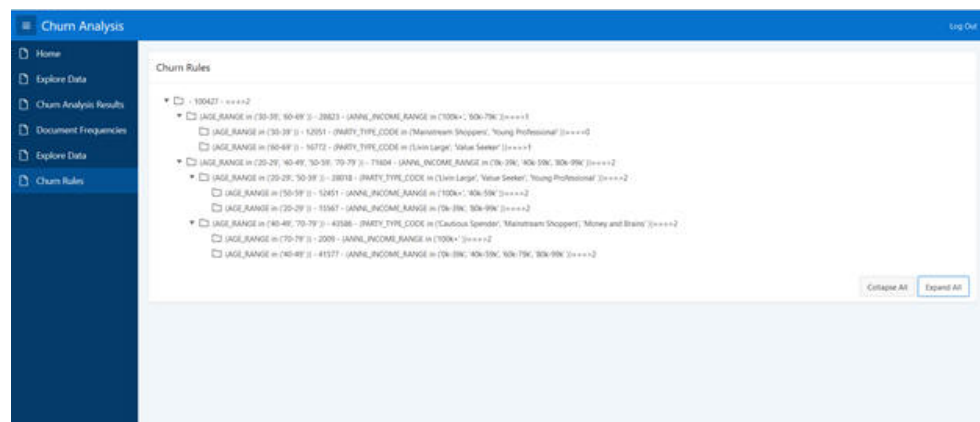 Churn Analysis
Log Out
Home
Explore Data
Churn Analysis Results
Document Frequencies
Explore Data
Churn Rules
Churn Rules
- 100427 - ====2
(AGE_RANGE in ('30-39', '60-69' )) - 28823 - (ANNL_INCOME_RANGE in ('100k+', '60k-79k' ))====1
(AGE_RANGE in ('30-39' )) - 12051 - (PARTY_TYPE_CODE in ('Mainstream Shoppers', 'Young Professional' ))====0
(AGE_RANGE in ('60-69' )) - 16772 - (PARTY_TYPE_CODE in ('Livin Large', 'Value Seeker' ))====1
(AGE_RANGE in ('20-29', '40-49', '50-59', '70-79' )) - 71604 - (ANNL_INCOME_RANGE in ('0k-39k', '40k-59k', '80k-99k' ))====2
(AGE_RANGE in ('20-29', '50-59' )) - 28018 - (PARTY_TYPE_CODE in ('Livin Large', 'Value Seeker', 'Young Professional' ))====2
(AGE_RANGE in ('50-59' )) - 12451 - (ANNL_INCOME_RANGE in ('100k+', '40k-59k' ))====2
(AGE_RANGE in ('20-29' )) - 15567 - (ANNL_INCOME_RANGE in ('0k-39k', '80k-99k' ))====2
(AGE_RANGE in ('40-49', '70-79' )) - 43586 - (PARTY_TYPE_CODE in ('Cautious Spender', 'Mainstream Shoppers', 'Money and Brains' ))====2
(AGE_RANGE in ('70-79' )) - 2009 - (ANNL_INCOME_RANGE in ('100k+' ))====2
(AGE_RANGE in ('40-49' )) - 41577 - (ANNL_INCOME_RANGE in ('0k-39k', '40k-59k', '60k-79k', '80k-99k' ))====2
Collapse All
Expand All